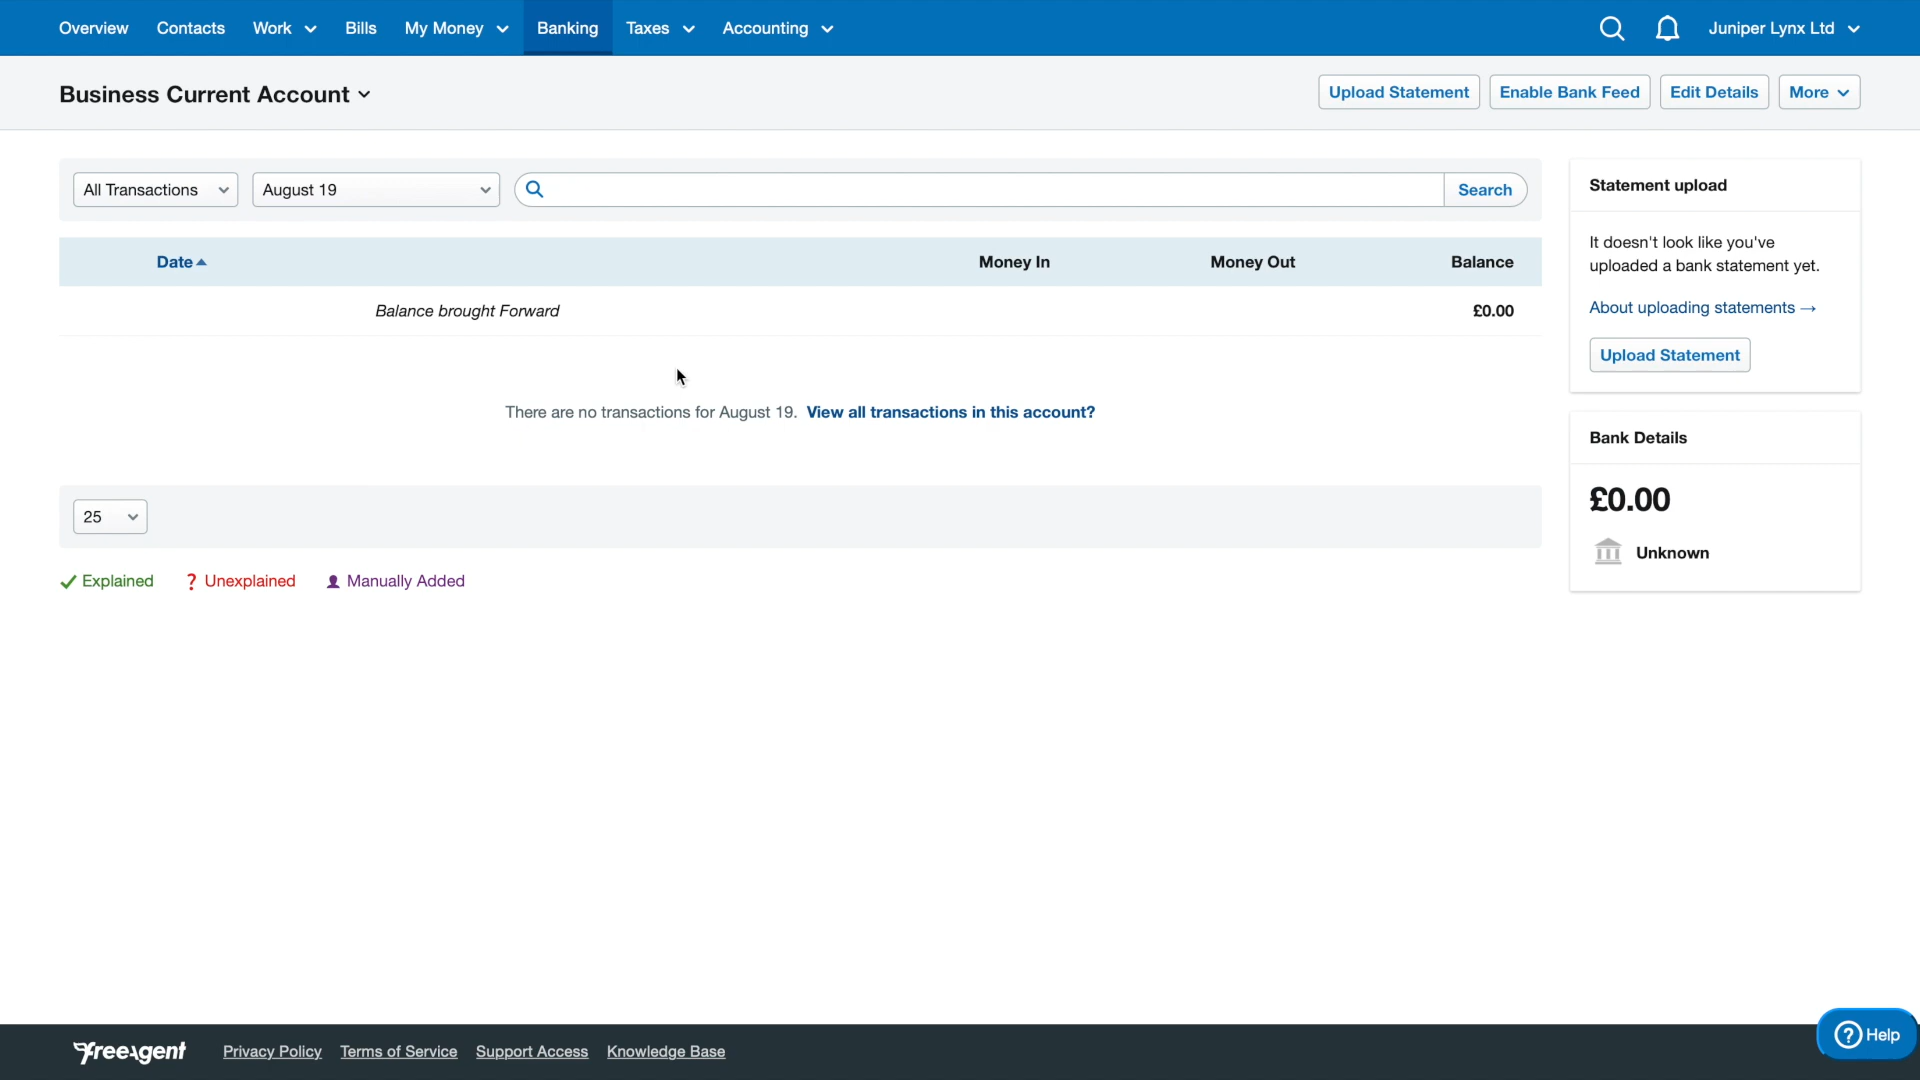 Overview Contacts Work Bills My Money Banking Taxes Accounting Juniper Lynx Ltd
Business Current Account
Upload Statement Enable Bank Feed Edit Details More
All Transactions August 19 Search
Date Money In Money Out Balance
Balance brought Forward £0.00
There are no transactions for August 19. View all transactions in this account?
25
Explained ? Unexplained Manually Added
Statement upload
It doesn't look like you've
uploaded a bank statement yet.
About uploading statements →
Upload Statement
Bank Details
£0.00
Unknown
freeagent Privacy Policy Terms of Service Support Access Knowledge Base
? Help